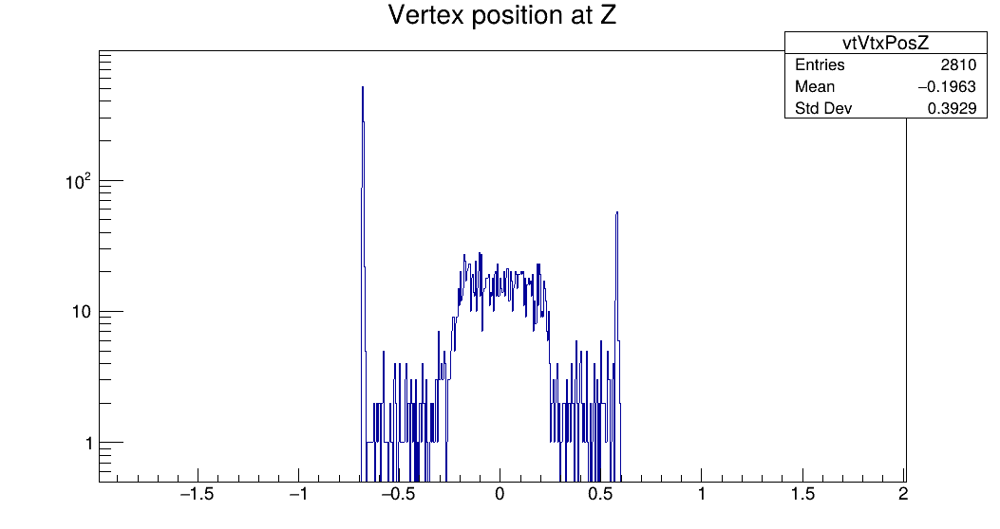 Vertex position at Z
vtVtxPosZ
Entries 2810
Mean −0.1963
Std Dev 0.3929
10²
10
1
−1.5 −1 −0.5 0 0.5 1 1.5 2